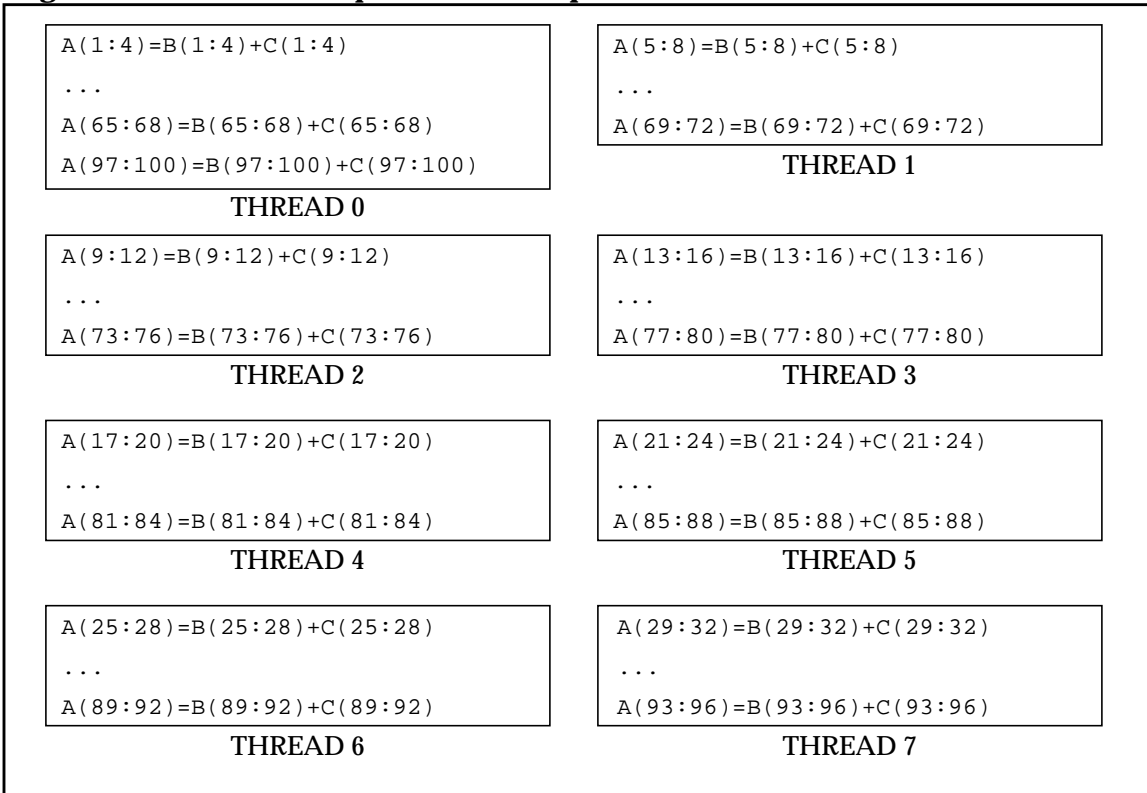 A(1:4)=B(1:4)+C(1:4)
...
A(65:68)=B(65:68)+C(65:68)
A(97:100)=B(97:100)+C(97:100)
THREAD 0
A(5:8)=B(5:8)+C(5:8)
...
A(69:72)=B(69:72)+C(69:72)
THREAD 1
A(9:12)=B(9:12)+C(9:12)
...
A(73:76)=B(73:76)+C(73:76)
THREAD 2
A(13:16)=B(13:16)+C(13:16)
...
A(77:80)=B(77:80)+C(77:80)
THREAD 3
A(17:20)=B(17:20)+C(17:20)
...
A(81:84)=B(81:84)+C(81:84)
THREAD 4
A(21:24)=B(21:24)+C(21:24)
...
A(85:88)=B(85:88)+C(85:88)
THREAD 5
A(25:28)=B(25:28)+C(25:28)
...
A(89:92)=B(89:92)+C(89:92)
THREAD 6
A(29:32)=B(29:32)+C(29:32)
...
A(93:96)=B(93:96)+C(93:96)
THREAD 7